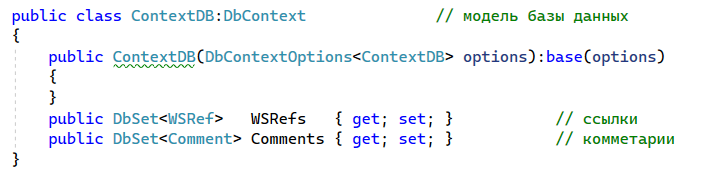 public class ContextDB:DbContext // модель базы данных
{
public ContextDB(DbContextOptions<ContextDB> options):base(options)
{
}
public DbSet<WSRef> WSRefs { get; set; } // ссылки
public DbSet<Comment> Comments { get; set; } // комметарии
}